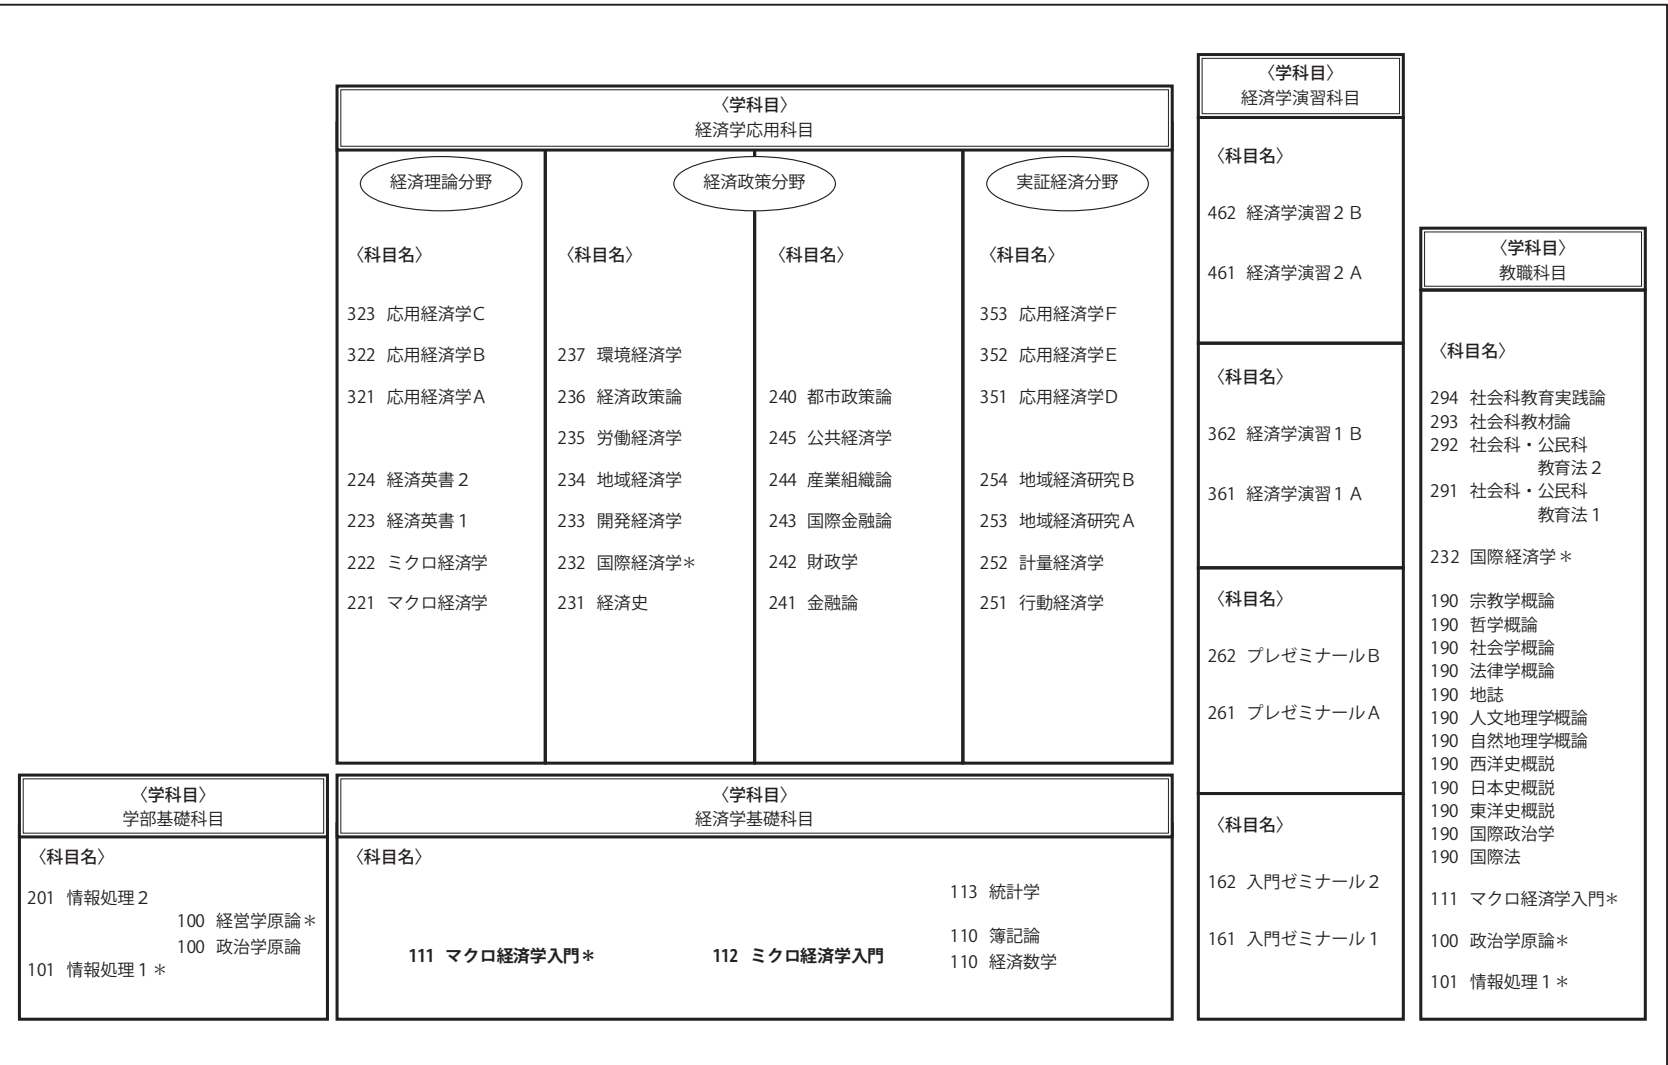 〈学科目〉
経済学応用科目
経済理論分野
〈科目名〉
323 応用経済学C
322 応用経済学B
321 応用経済学A
224 経済英書2
223 経済英書1
222 ミクロ経済学
221 マクロ経済学
経済政策分野
〈科目名〉
237 環境経済学
236 経済政策論
235 労働経済学
234 地域経済学
233 開発経済学
232 国際経済学＊
231 経済史
〈科目名〉
240 都市政策論
245 公共経済学
244 産業組織論
243 国際金融論
242 財政学
241 金融論
実証経済分野
〈科目名〉
353 応用経済学F
352 応用経済学E
351 応用経済学D
254 地域経済研究B
253 地域経済研究A
252 計量経済学
251 行動経済学
〈学科目〉
学部基礎科目
〈科目名〉
201 情報処理2
100 経営学原論＊
100 政治学原論
101 情報処理1＊
〈学科目〉
経済学基礎科目
〈科目名〉
111 マクロ経済学入門＊
112 ミクロ経済学入門
113 統計学
110 簿記論
110 経済数学
〈学科目〉
経済学演習科目
〈科目名〉
462 経済学演習2B
461 経済学演習2A
〈科目名〉
362 経済学演習1B
361 経済学演習1A
〈科目名〉
262 プレゼミナールB
261 プレゼミナールA
〈科目名〉
162 入門ゼミナール2
161 入門ゼミナール1
〈学科目〉
教職科目
〈科目名〉
294 社会科教育実践論
293 社会科教材論
292 社会科・公民科
教育法2
291 社会科・公民科
教育法1
232 国際経済学＊
190 宗教学概論
190 哲学概論
190 社会学概論
190 法律学概論
190 地誌
190 人文地理学概論
190 自然地理学概論
190 西洋史概説
190 日本史概説
190 東洋史概説
190 国際政治学
190 国際法
111 マクロ経済学入門＊
100 政治学原論＊
101 情報処理1＊